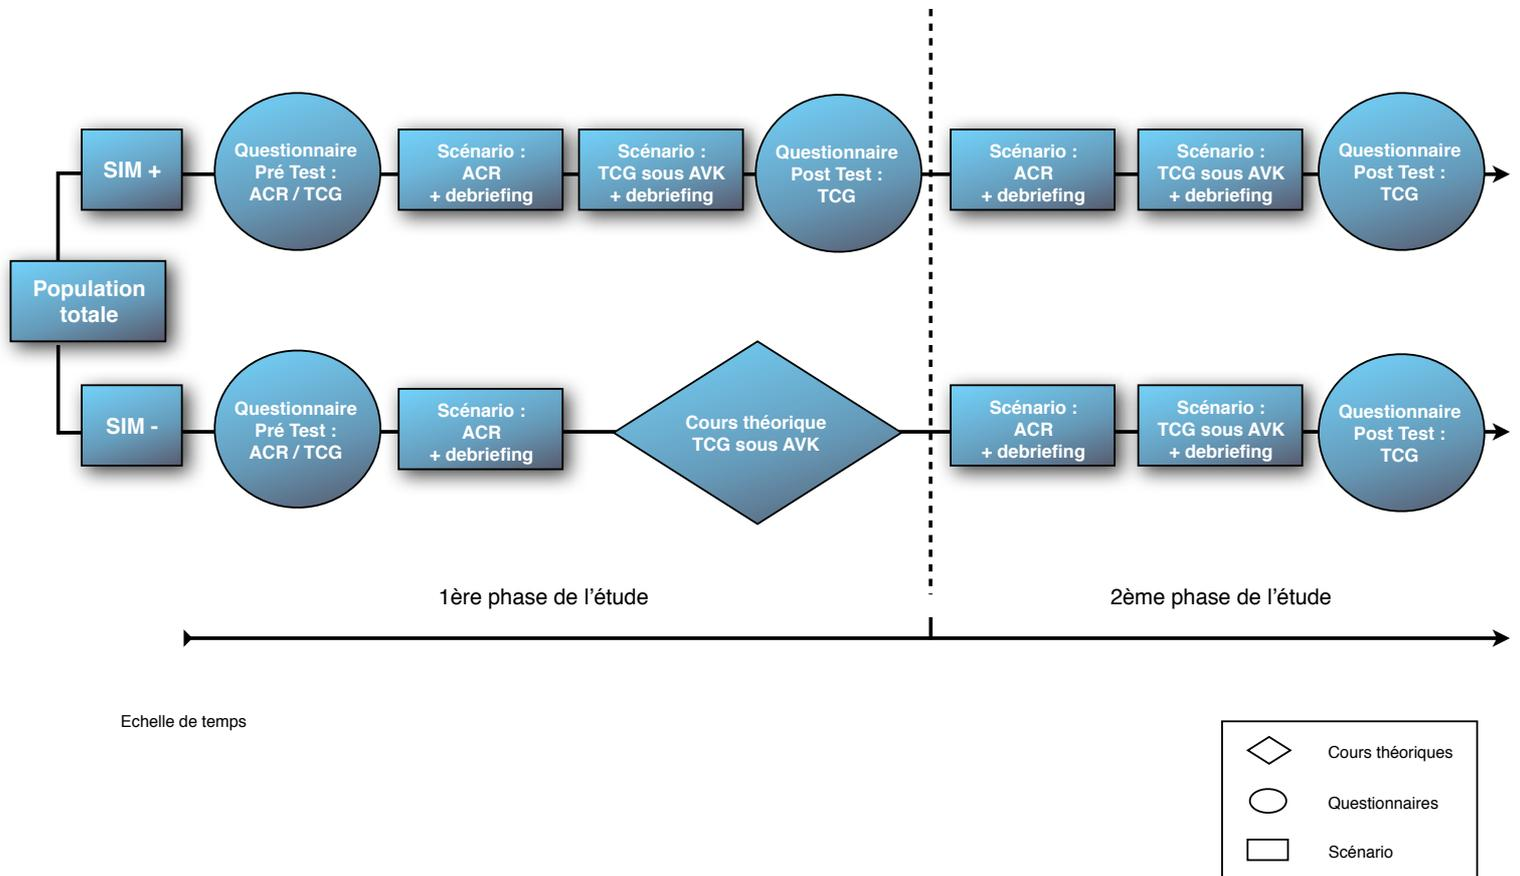 SIM +
Questionnaire
Pré Test :
ACR / TCG
Scénario :
ACR
+ debriefing
Scénario :
TCG sous AVK
+ debriefing
Questionnaire
Post Test :
TCG
Scénario :
ACR
+ debriefing
Scénario :
TCG sous AVK
+ debriefing
Questionnaire
Post Test :
TCG
Population
totale
SIM -
Questionnaire
Pré Test :
ACR / TCG
Scénario :
ACR
+ debriefing
Cours théorique
TCG sous AVK
Scénario :
ACR
+ debriefing
Scénario :
TCG sous AVK
+ debriefing
Questionnaire
Post Test :
TCG
1ère phase de l’étude
2ème phase de l’étude
Echelle de temps
Cours théoriques
Questionnaires
Scénario